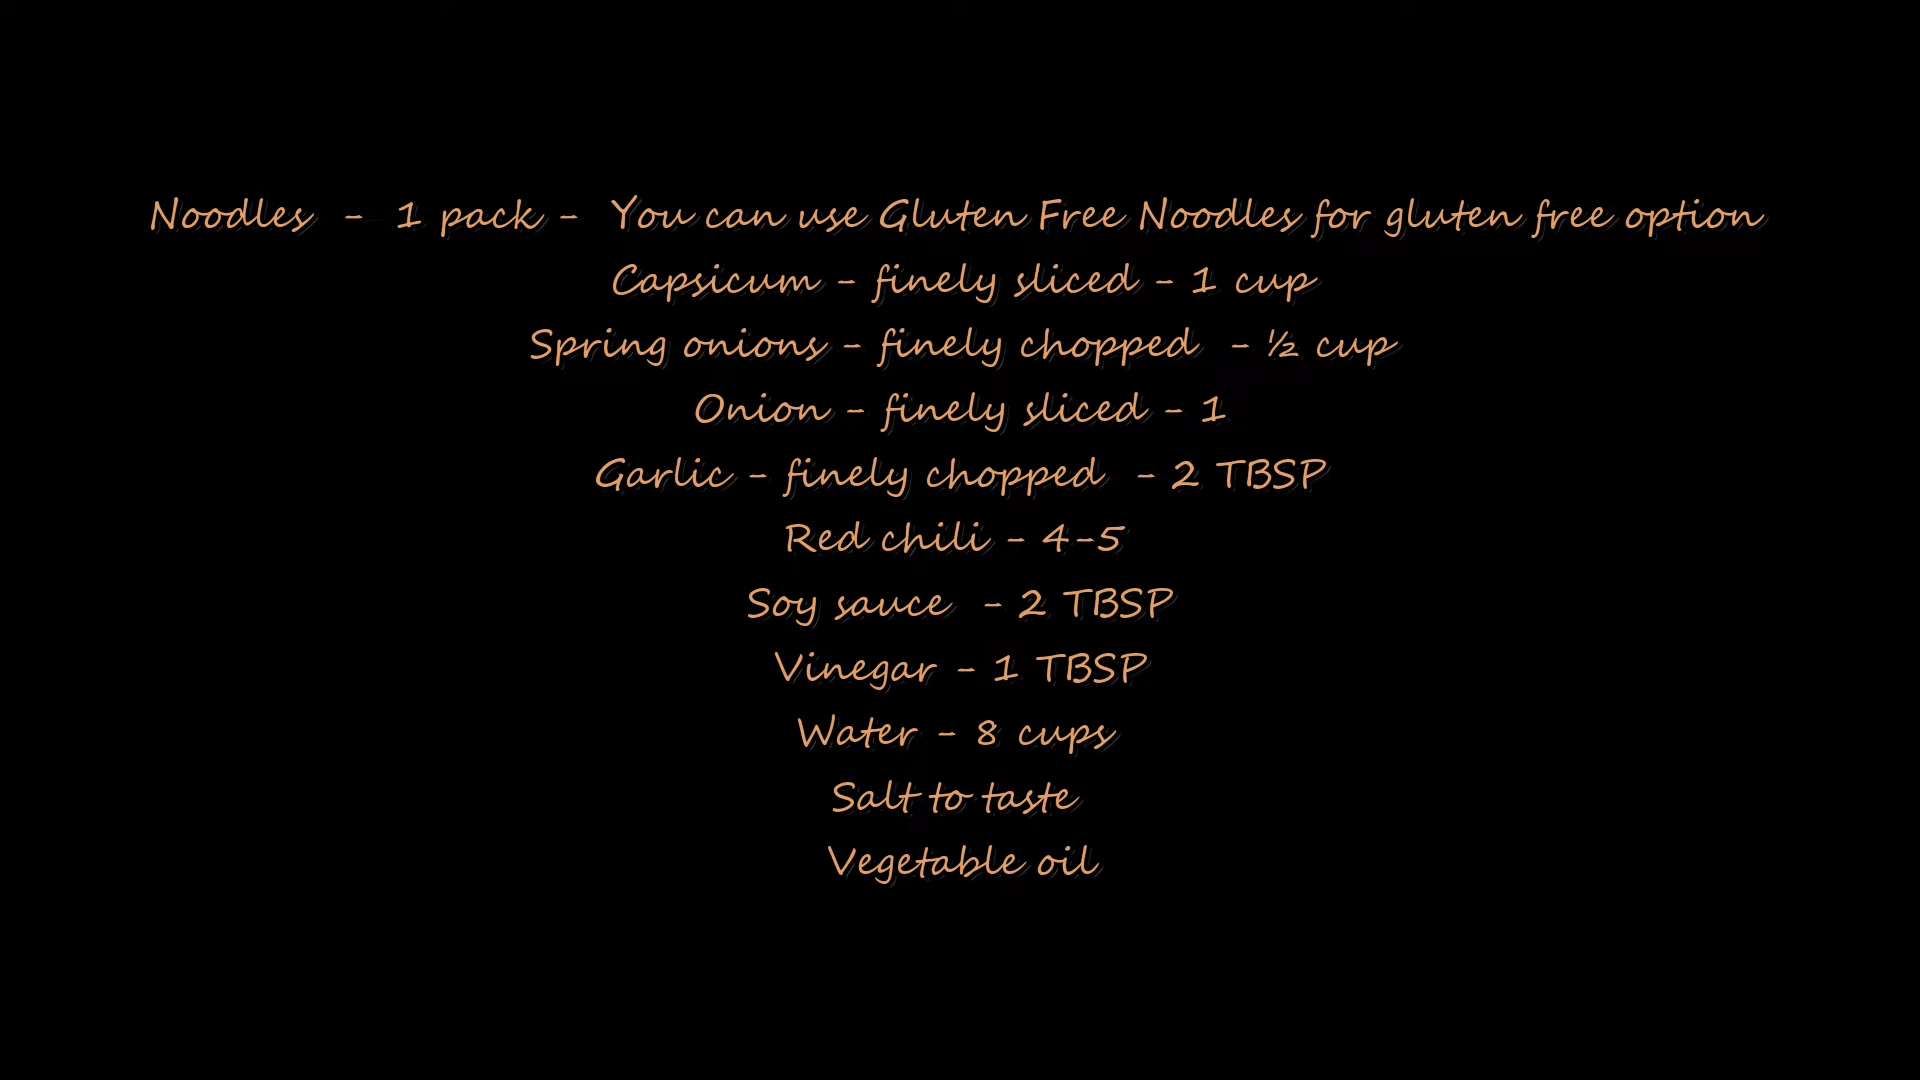 Noodles - 1 pack - You can use Gluten Free Noodles for gluten free option
Capsicum - finely sliced - 1 cup
Spring onions - finely chopped - ½ cup
Onion - finely sliced - 1
Garlic - finely chopped - 2 TBSP
Red chili - 4-5
Soy sauce - 2 TBSP
Vinegar - 1 TBSP
Water - 8 cups
Salt to taste
Vegetable oil